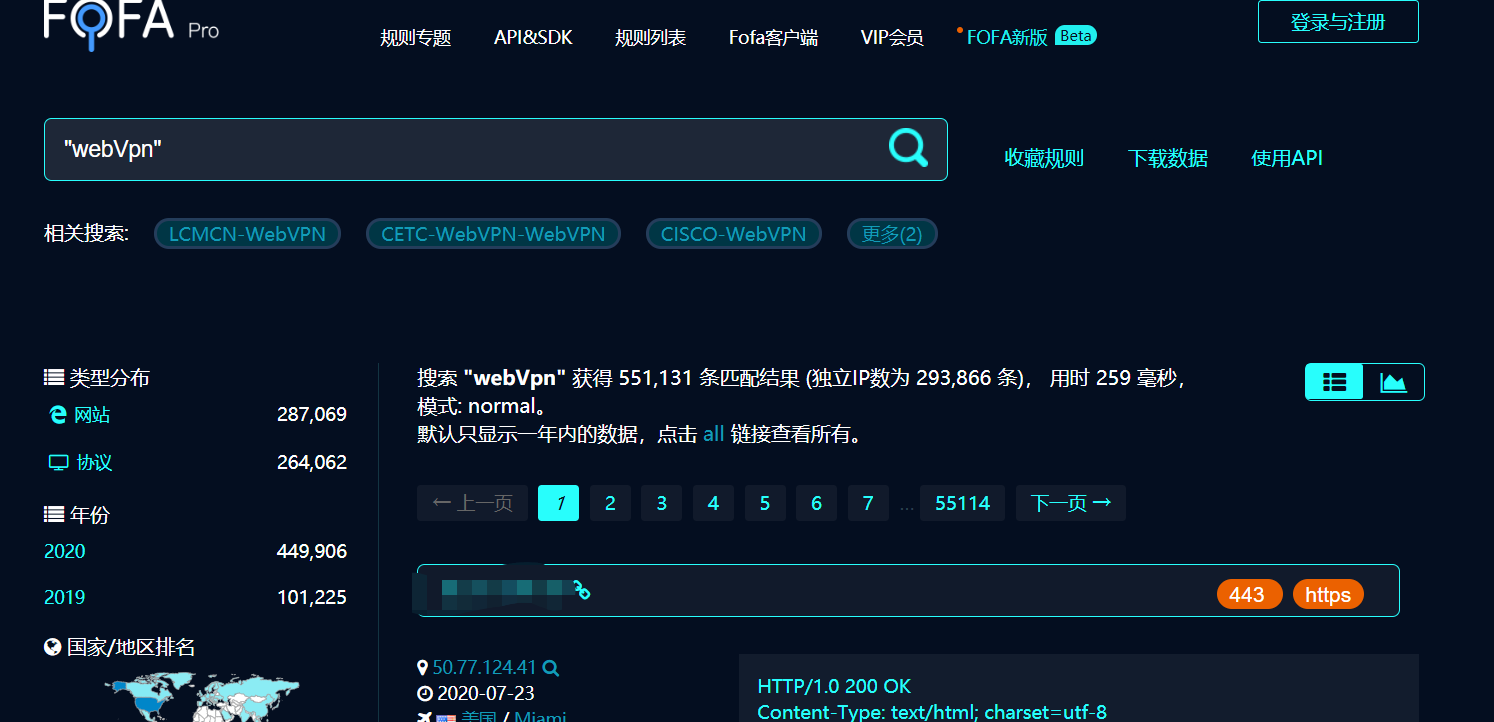 FOFA Pro
规则专题 API&SDK 规则列表 Fofa客户端 VIP会员 FOFA新版 Beta 登录与注册
"webVpn"
收藏规则 下载数据 使用API
相关搜索: LCMCN-WebVPN CETC-WebVPN-WebVPN CISCO-WebVPN 更多(2)
类型分布
网站 287,069
协议 264,062
年份
2020 449,906
2019 101,225
国家/地区排名
搜索 "webVpn" 获得 551,131 条匹配结果 (独立IP数为 293,866 条)， 用时 259 毫秒，
模式: normal。
默认只显示一年内的数据，点击 all 链接查看所有。
← 上一页 1 2 3 4 5 6 7 ... 55114 下一页 →
443 https
50.77.124.41
2020-07-23
美国 / Miami
HTTP/1.0 200 OK
Content-Type: text/html; charset=utf-8